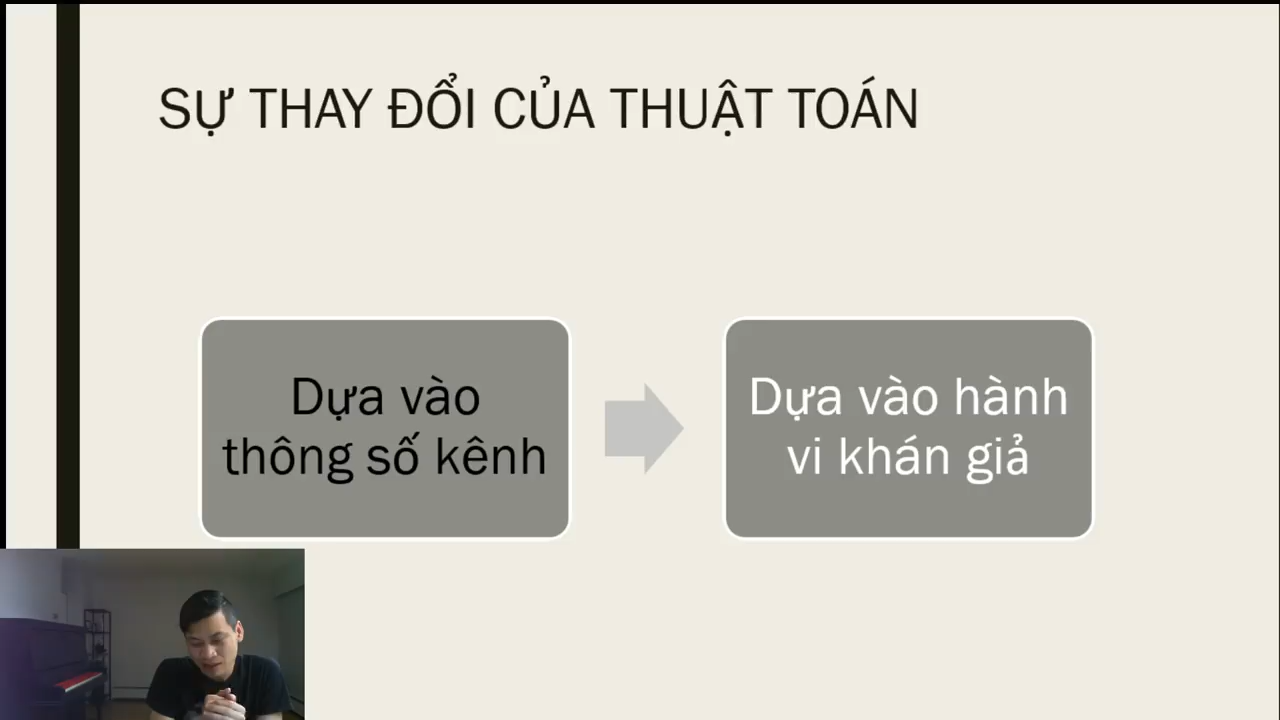 SỰ THAY ĐỔI CỦA THUẬT TOÁN
Dựa vào
thông số kênh
Dựa vào hành
vi khán giả